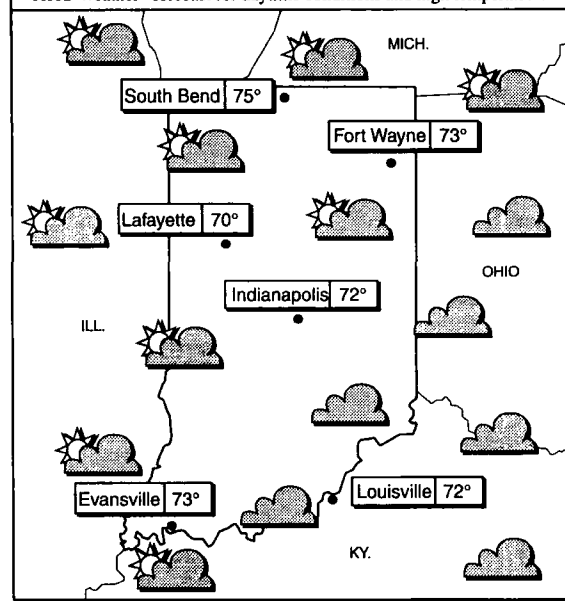 MICH.
South Bend 75°
Fort Wayne 73°
Lafayette 70°
OHIO
Indianapolis 72°
ILL.
Evansville 73°
Louisville 72°
KY.